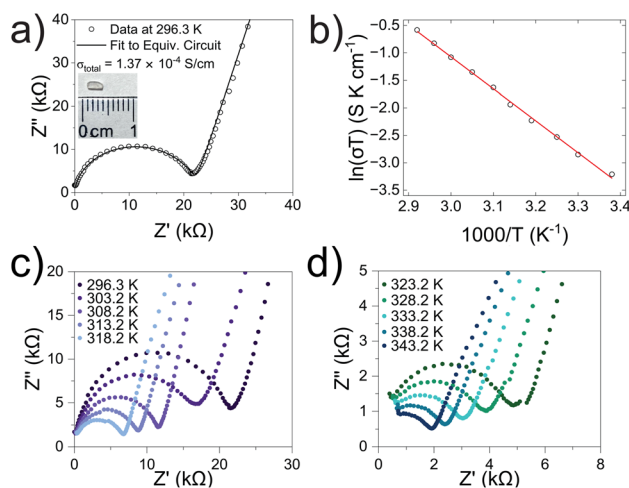 a)
Data at 296.3 K
Fit to Equiv. Circuit
σtotal = 1.37 × 10⁻⁴ S/cm
0 cm 1
40
30
20
10
0
Z'' (kΩ)
0 10 20 30 40
Z' (kΩ)
b)
−0.5
−1.0
−1.5
−2.0
−2.5
−3.0
−3.5
ln(σT) (S K cm⁻¹)
2.9 3.0 3.1 3.2 3.3 3.4
1000/T (K⁻¹)
c)
296.3 K
303.2 K
308.2 K
313.2 K
318.2 K
20
15
10
5
0
Z'' (kΩ)
0 10 20 30
Z' (kΩ)
d)
323.2 K
328.2 K
333.2 K
338.2 K
343.2 K
5
4
3
2
1
0
Z'' (kΩ)
0 2 4 6 8
Z' (kΩ)